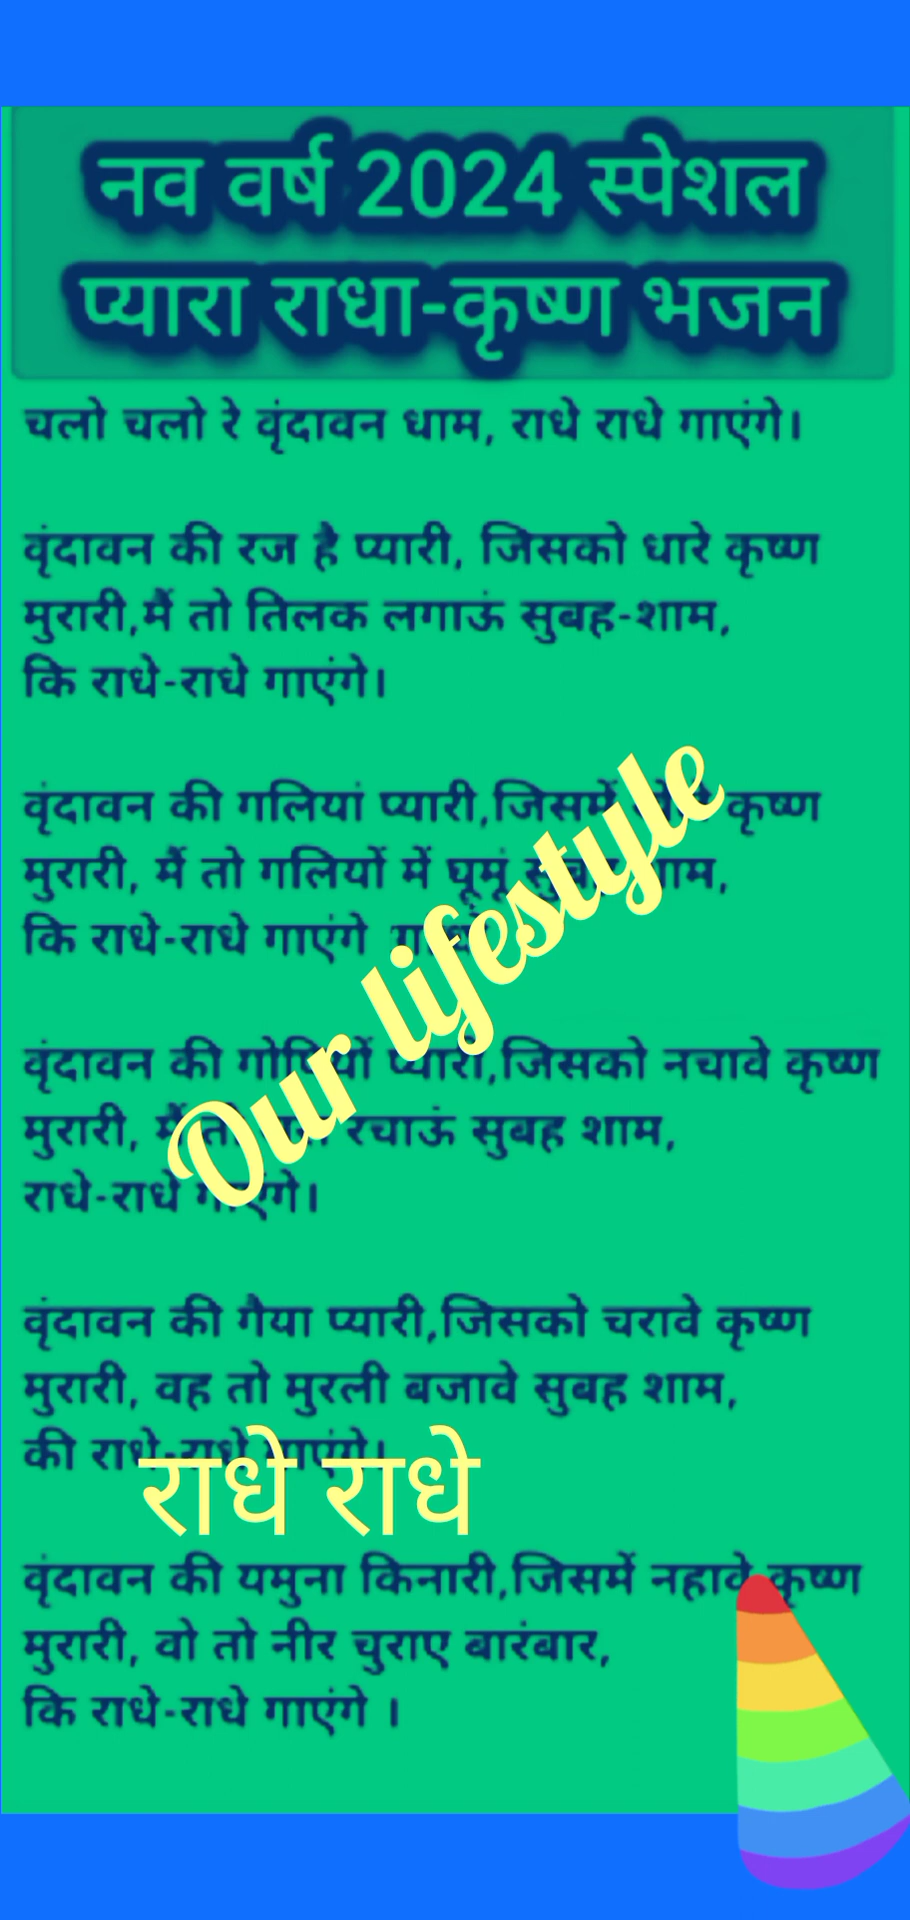 नव वर्ष 2024 स्पेशल
प्यारा राधा-कृष्ण भजन
चलो चलो रे वृंदावन धाम, राधे राधे गाएंगे।
वृंदावन की रज है प्यारी, जिसको धारे कृष्ण
मुरारी,मैं तो तिलक लगाऊं सुबह-शाम,
कि राधे-राधे गाएंगे।
वृंदावन की गलियां प्यारी,जिसमें कृष्ण
मुरारी, मैं तो गलियों में घूमूं सुबह शाम,
कि राधे-राधे गाएंगे
Our lifestyle
वृंदावन की गोपियों प्यारी,जिसको नचावे कृष्ण
मुरारी, मैं तो रचाऊं सुबह शाम,
राधे-राधे गाएंगे।
वृंदावन की गैया प्यारी,जिसको चरावे कृष्ण
मुरारी, वह तो मुरली बजावे सुबह शाम,
की राधे-राधे गाएंगे।
राधे राधे
वृंदावन की यमुना किनारी,जिसमें नहावे कृष्ण
मुरारी, वो तो नीर चुराए बारंबार,
कि राधे-राधे गाएंगे ।